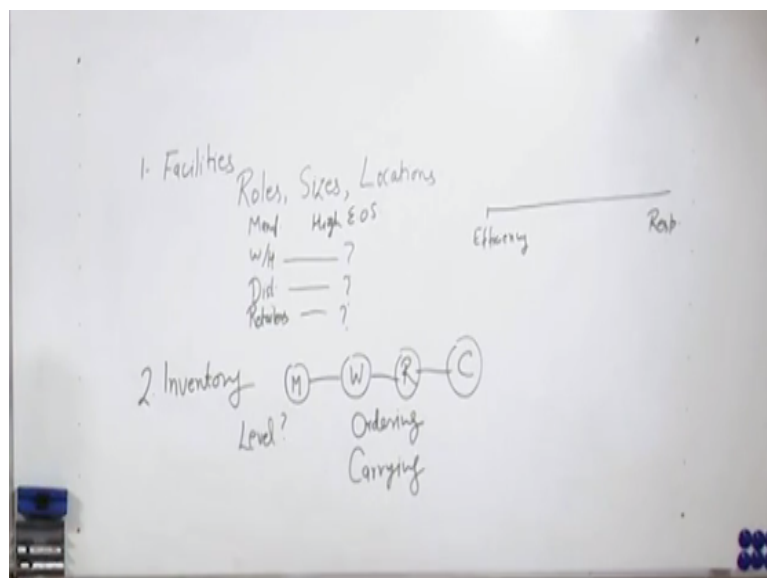 1. Facilities
Roles, Sizes, Locations
Manf High EOS
W/H — ?
Dist — ?
Retailers — ?
Efficiency Resp.
2. Inventory M W R C
Level? Ordering
Carrying